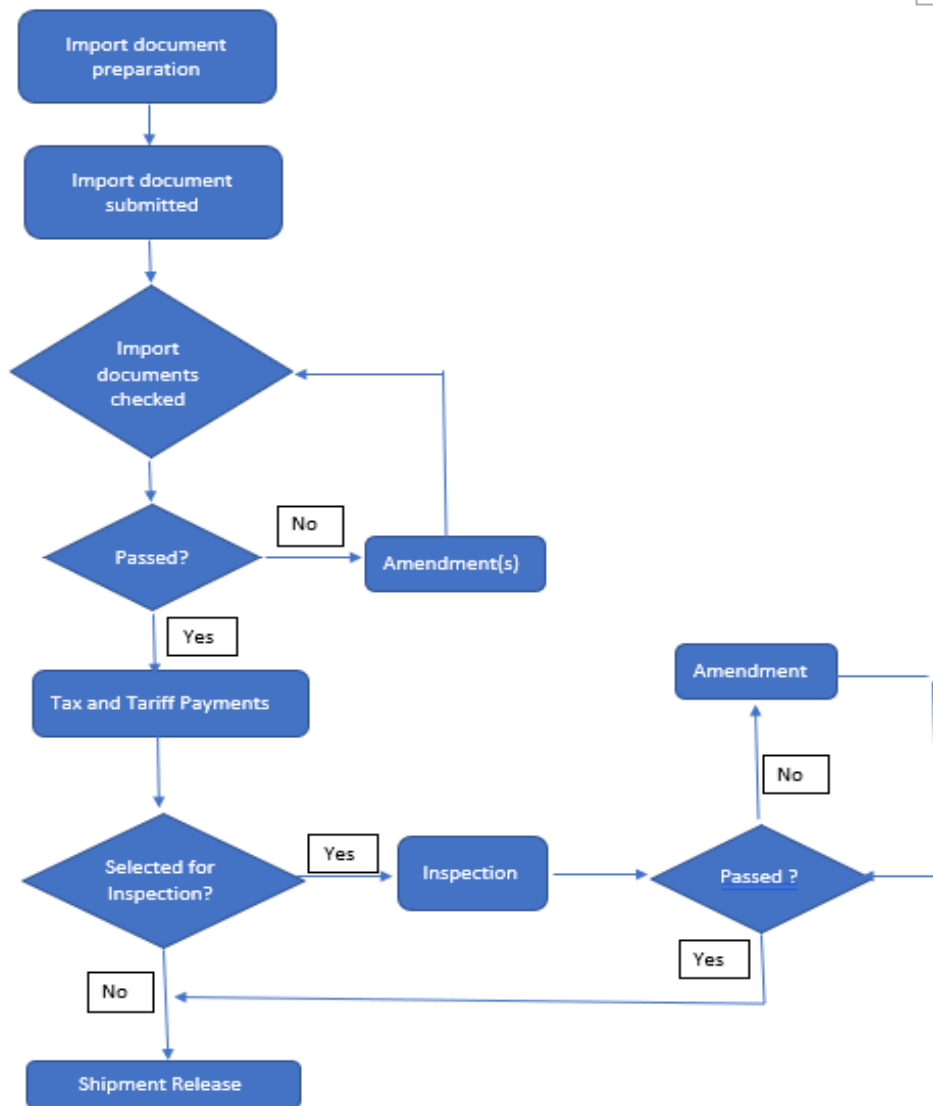 Import document
preparation
Import document
submitted
Import
documents
checked
Passed?
No
Amendment(s)
Yes
Tax and Tariff Payments
Amendment
No
Selected for
Inspection?
Yes
Inspection
Passed ?
Yes
No
Shipment Release